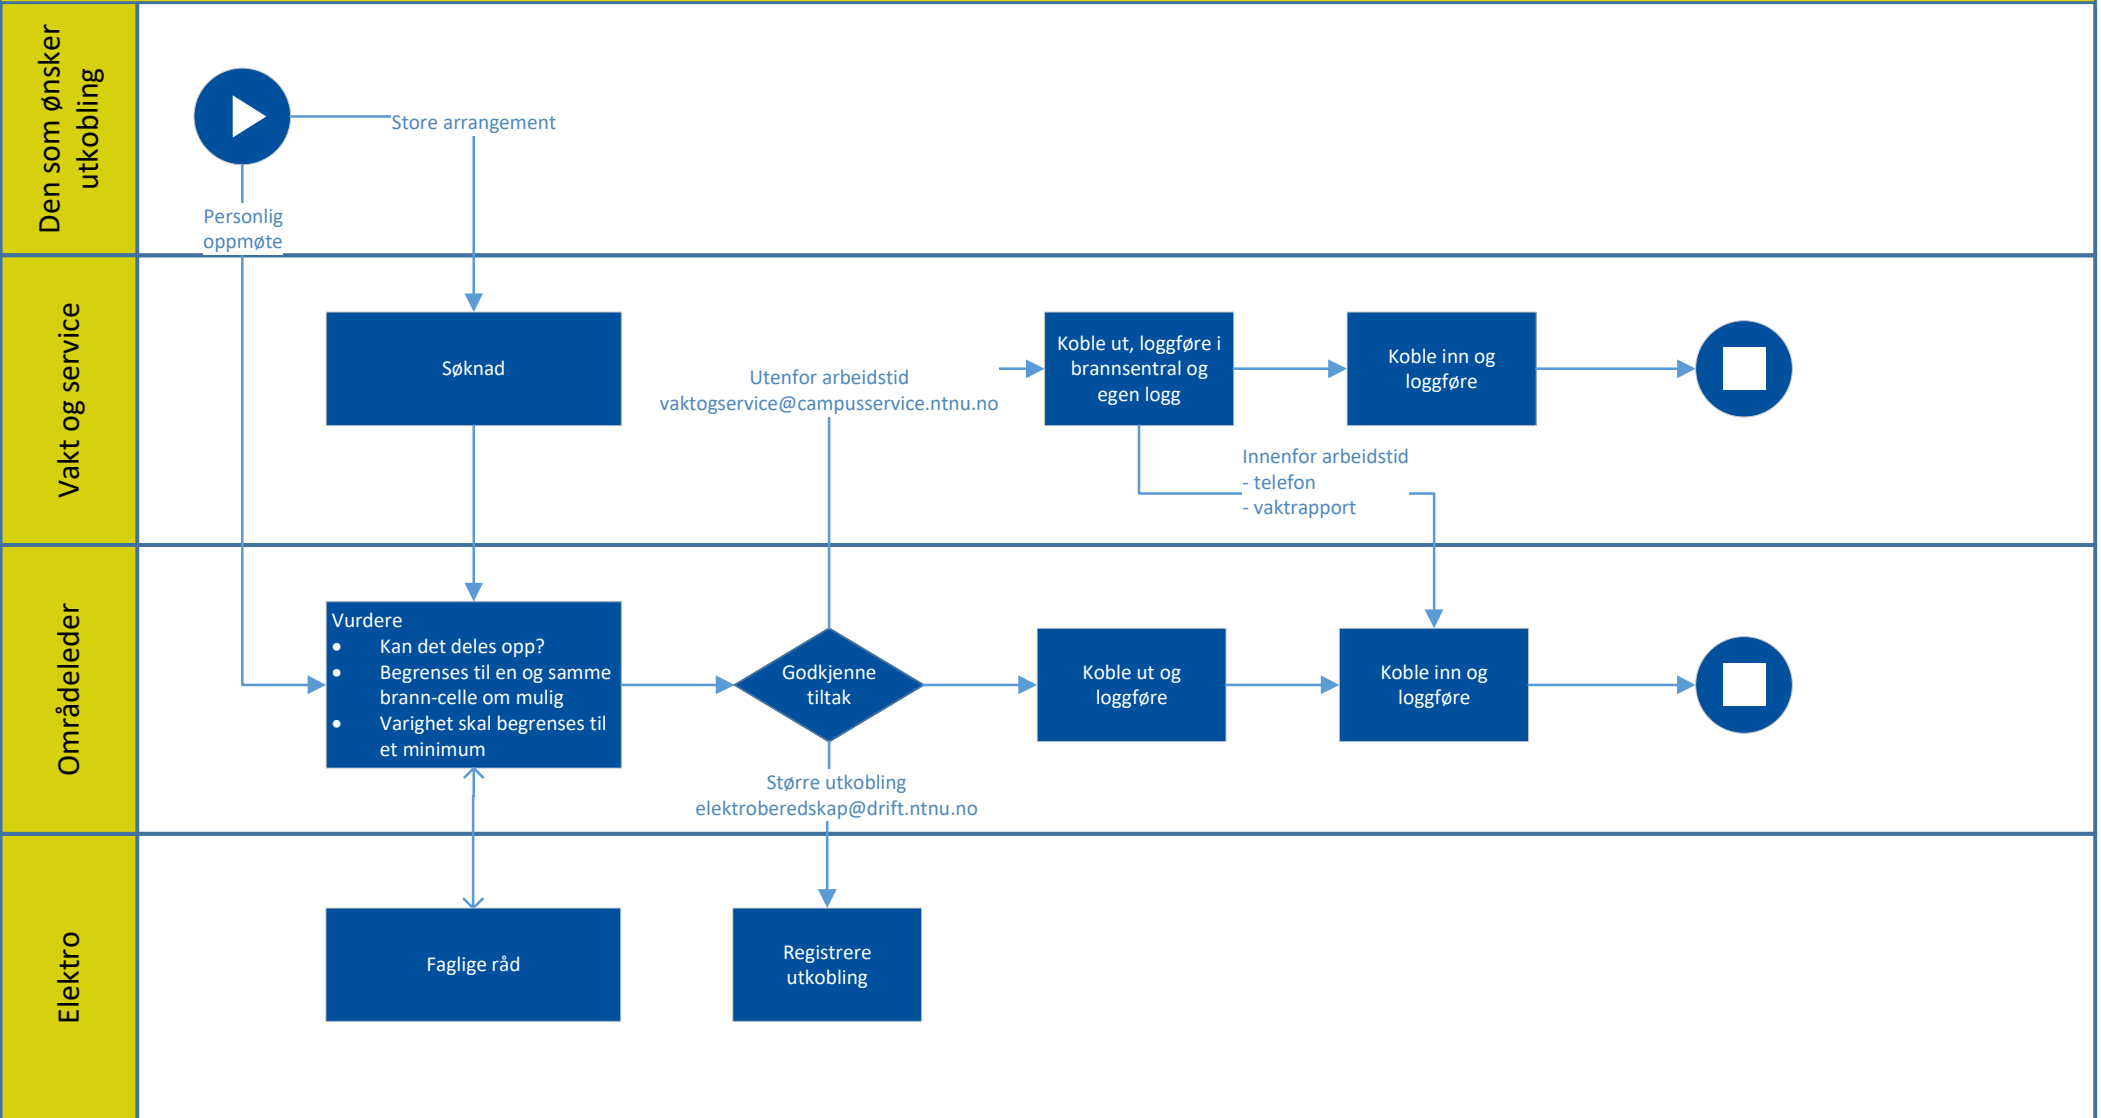 Den som ønsker
utkobling
Store arrangement
Personlig
oppmøte
Vakt og service
Søknad
Utenfor arbeidstid
vaktogservice@campusservice.ntnu.no
Koble ut, loggføre i
brannsentral og
egen logg
Koble inn og
loggføre
Innenfor arbeidstid
- telefon
- vaktrapport
Områdeleder
Vurdere
● Kan det deles opp?
● Begrenses til en og samme
brann-celle om mulig
● Varighet skal begrenses til
et minimum
Godkjenne
tiltak
Koble ut og
loggføre
Koble inn og
loggføre
Større utkobling
elektroberedskap@drift.ntnu.no
Elektro
Faglige råd
Registrere
utkobling